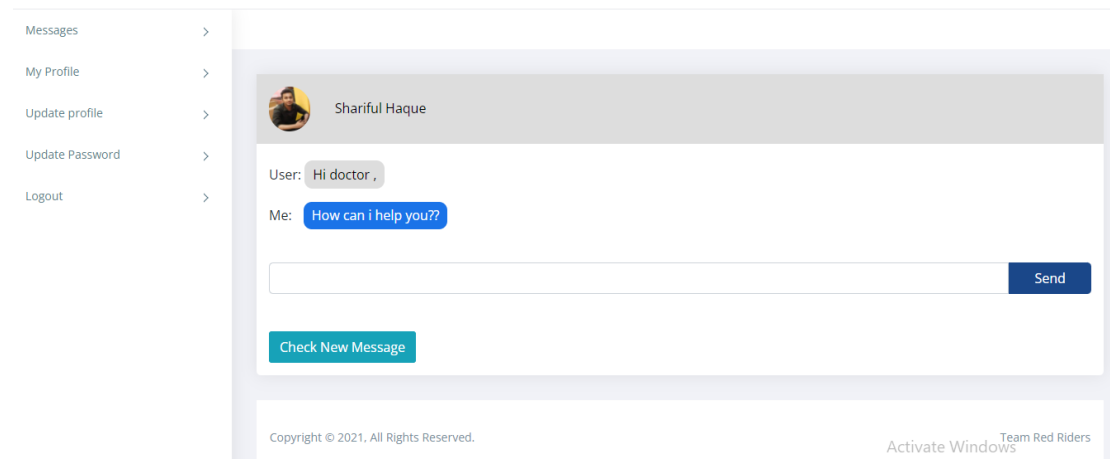 Messages
My Profile
Update profile
Update Password
Logout
Shariful Haque
User: Hi doctor ,
Me: How can i help you??
Send
Check New Message
Copyright © 2021, All Rights Reserved.
Team Red Riders
Activate Windows